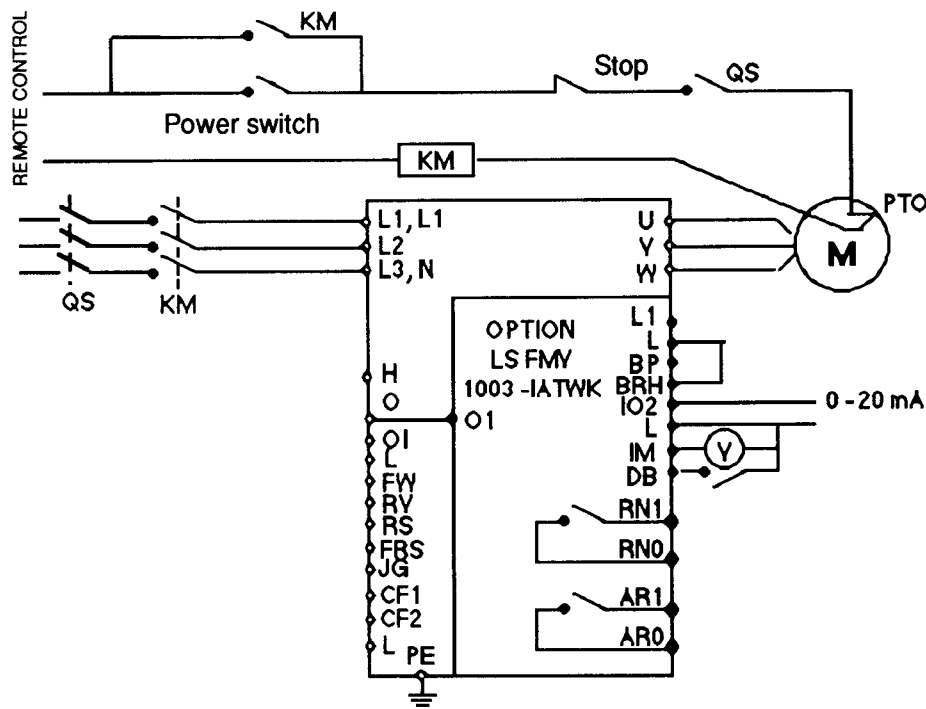 REMOTE CONTROL
KM
Power switch
Stop
QS
KM
PTO
M
QS
KM
L1, L1
L2
L3, N
U
Y
W
OPTION
LS FMY
1003 -IATWK
H
O
O1
OI
L
FW
RV
RS
FRS
JG
CF1
CF2
L
PE
L1
L
BP
BRH
IO2
0 - 20 mA
L
IM
Y
DB
RN1
RN0
AR1
AR0